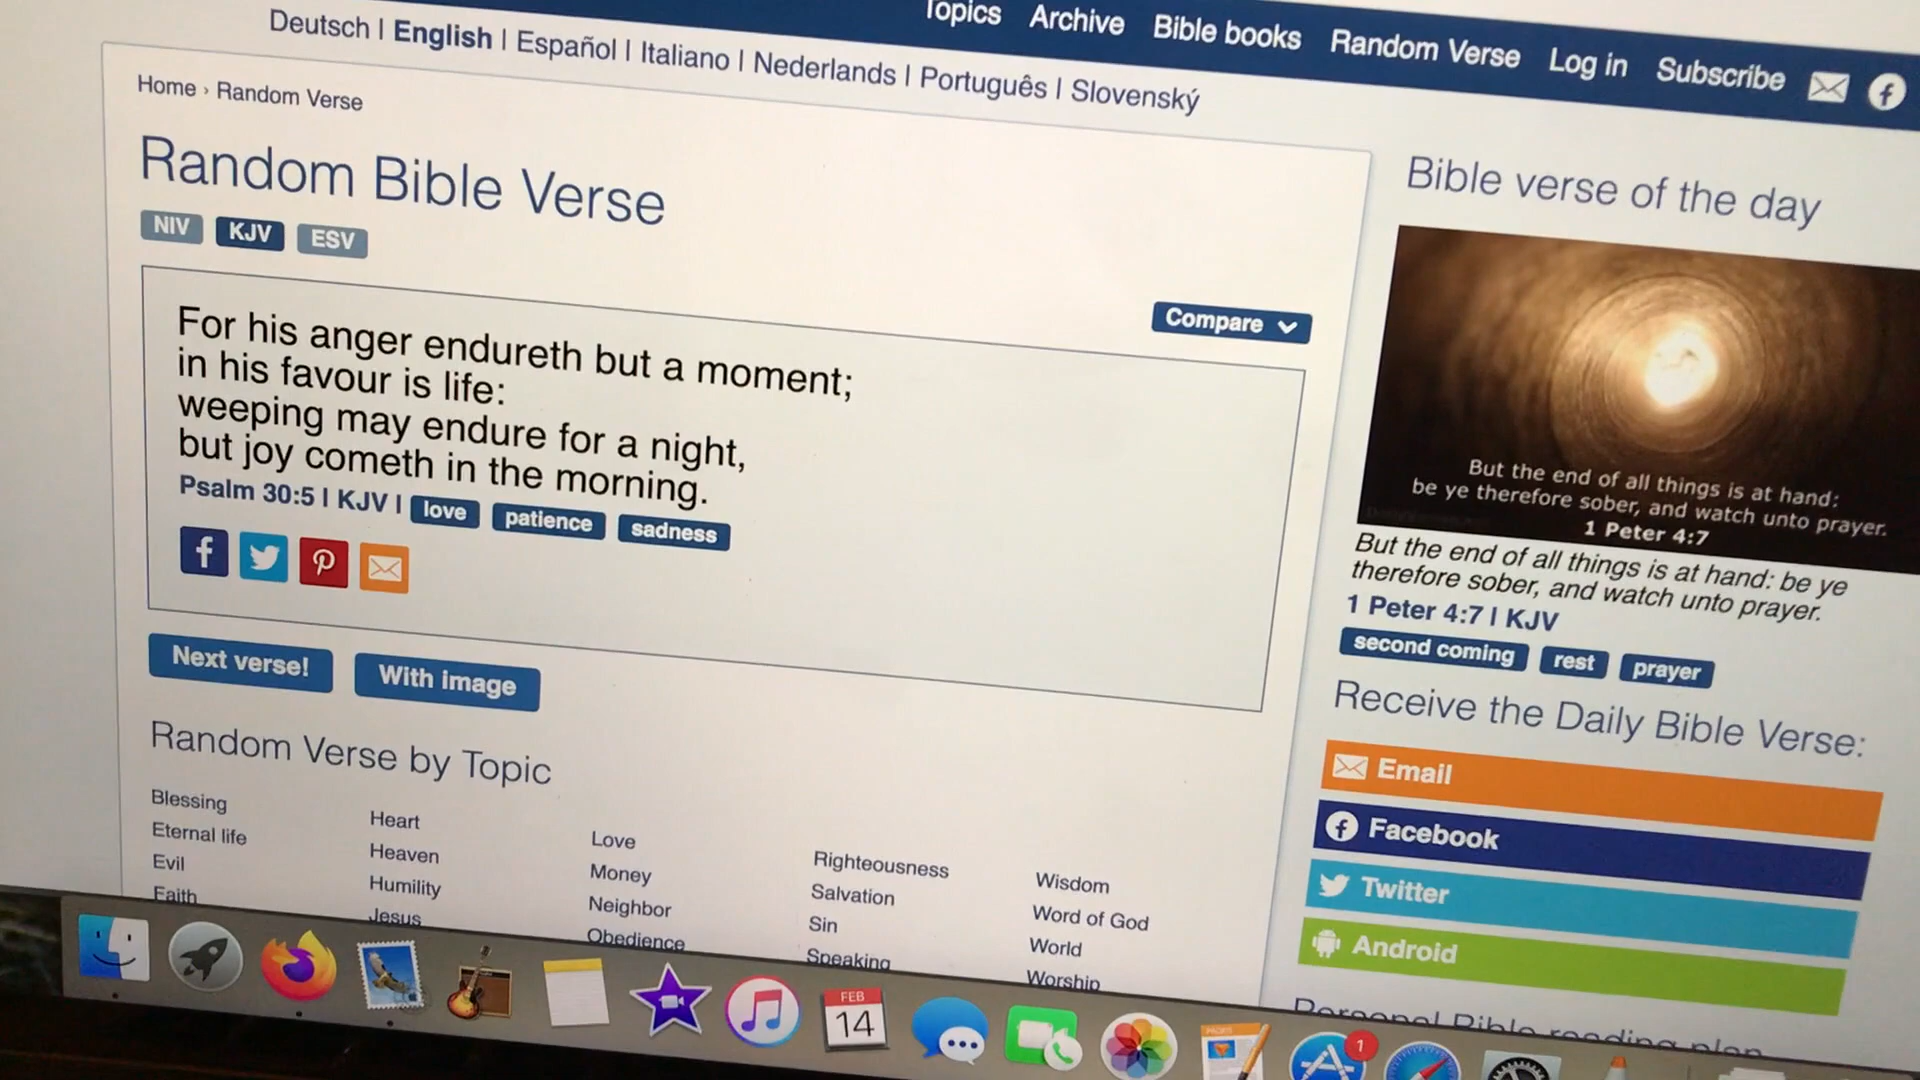 Topics Archive Bible books Random Verse Log in Subscribe
Deutsch | English | Español | Italiano | Nederlands | Português | Slovenský
Home › Random Verse
Random Bible Verse
NIV KJV ESV
Compare
For his anger endureth but a moment;
in his favour is life:
weeping may endure for a night,
but joy cometh in the morning.
Psalm 30:5 | KJV | love patience sadness
Next verse! With image
Random Verse by Topic
Blessing
Eternal life
Evil
Faith
Heart
Heaven
Humility
Jesus
Love
Money
Neighbor
Obedience
Righteousness
Salvation
Sin
Speaking
Wisdom
Word of God
World
Worship
Bible verse of the day
But the end of all things is at hand:
be ye therefore sober, and watch unto prayer.
1 Peter 4:7
But the end of all things is at hand: be ye
therefore sober, and watch unto prayer.
1 Peter 4:7 | KJV
second coming rest prayer
Receive the Daily Bible Verse:
Email
Facebook
Twitter
Android
Personal Bible reading plan
FEB
14
PAGES
1